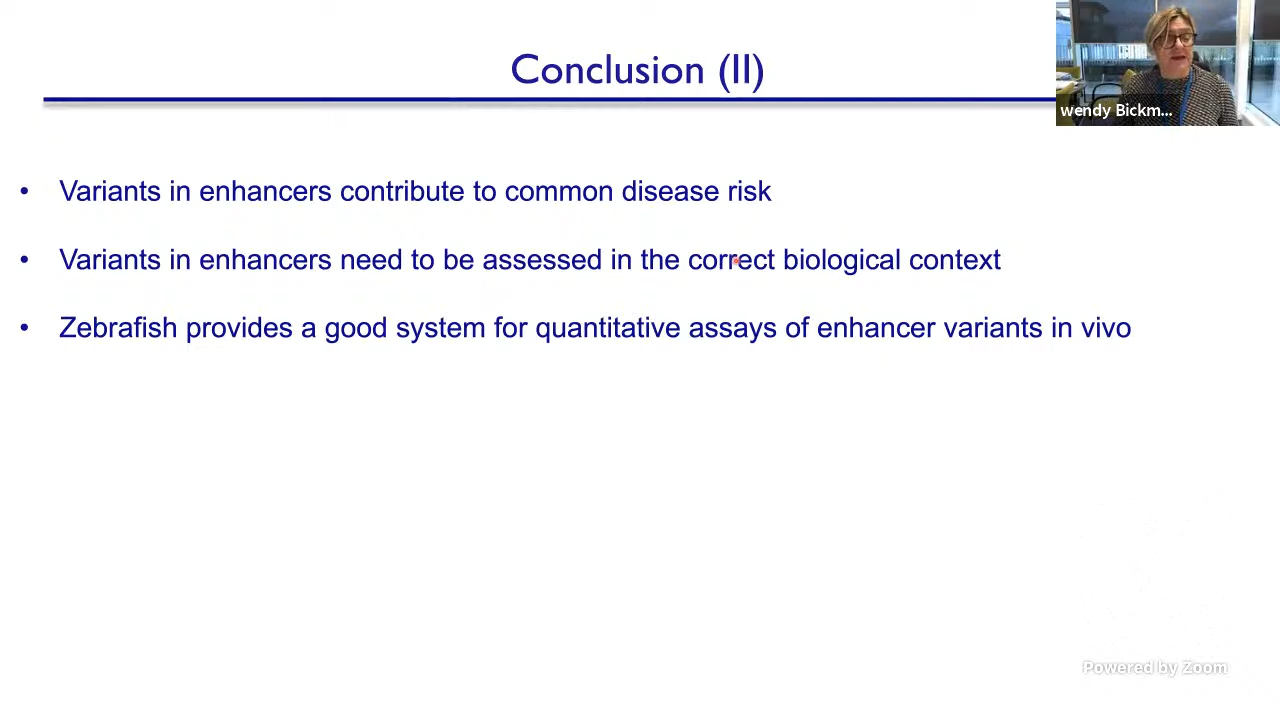 Conclusion (II)
wendy Bickm...
• Variants in enhancers contribute to common disease risk
• Variants in enhancers need to be assessed in the correct biological context
• Zebrafish provides a good system for quantitative assays of enhancer variants in vivo
Powered by Zoom